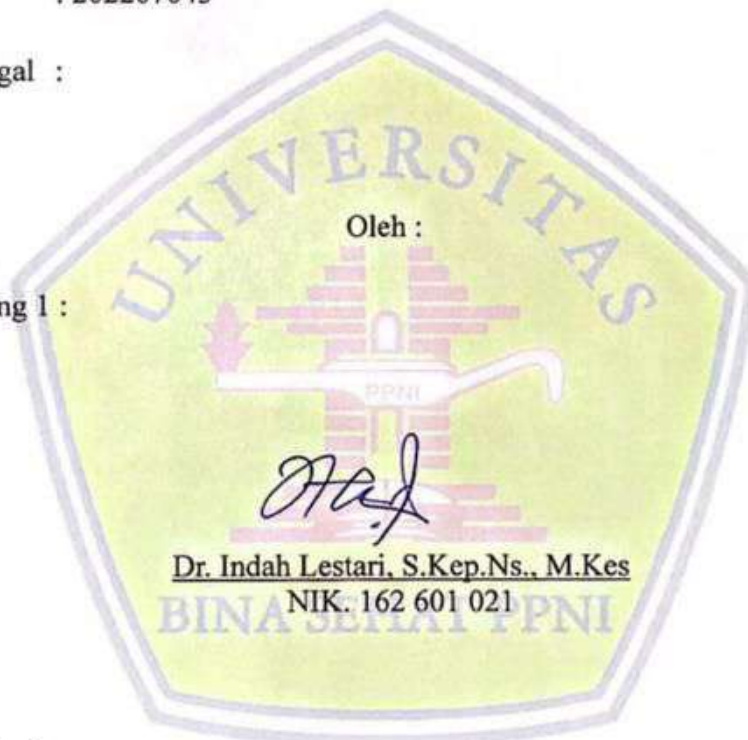 gal :
UNIVERSITAS
Oleh :
ng 1 :
PPNI
Dr. Indah Lestari, S.Kep.Ns., M.Kes
NIK. 162 601 021
BINA SEHAT PPNI